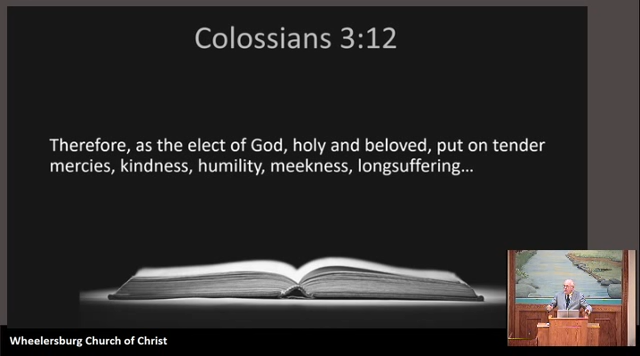 Colossians 3:12
Therefore, as the elect of God, holy and beloved, put on tender
mercies, kindness, humility, meekness, longsuffering...
Wheelersburg Church of Christ